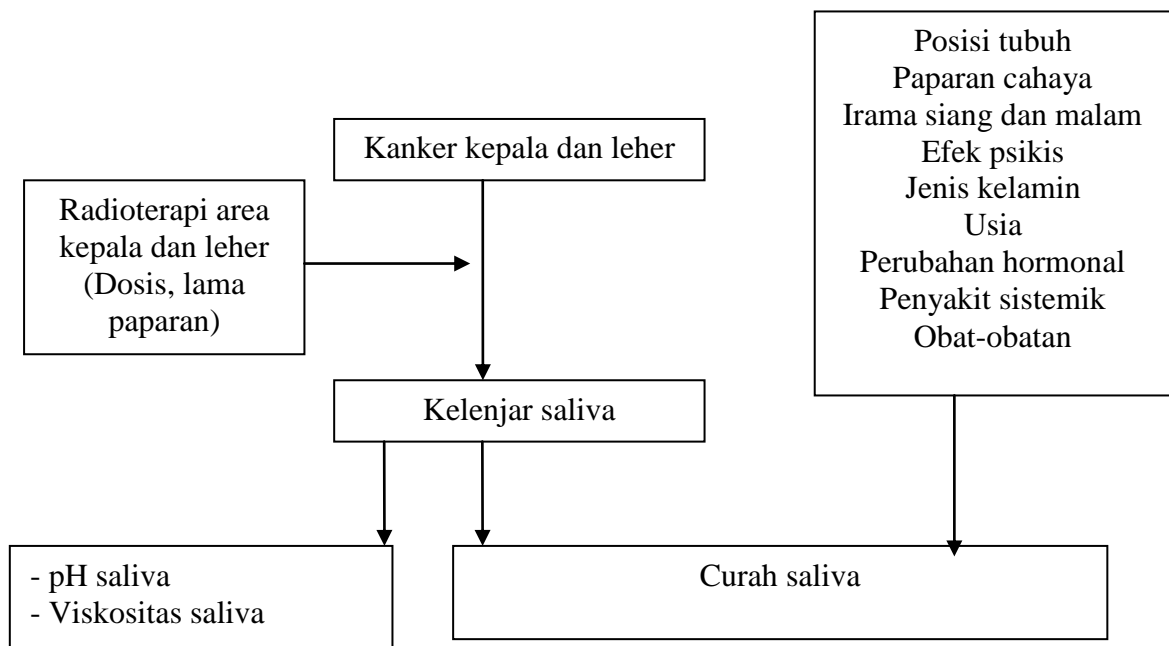 Posisi tubuh
Paparan cahaya
Irama siang dan malam
Efek psikis
Jenis kelamin
Usia
Perubahan hormonal
Penyakit sistemik
Obat-obatan
Kanker kepala dan leher
Radioterapi area
kepala dan leher
(Dosis, lama
paparan)
Kelenjar saliva
- pH saliva
- Viskositas saliva
Curah saliva